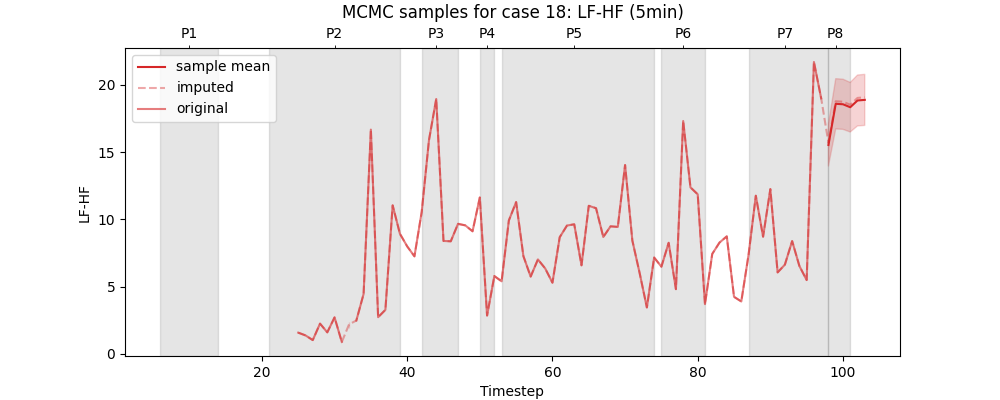 MCMC samples for case 18: LF-HF (5min)
P1 P2 P3 P4 P5 P6 P7 P8
sample mean
imputed
original
20
15
10
5
0
LF-HF
20 40 60 80 100
Timestep